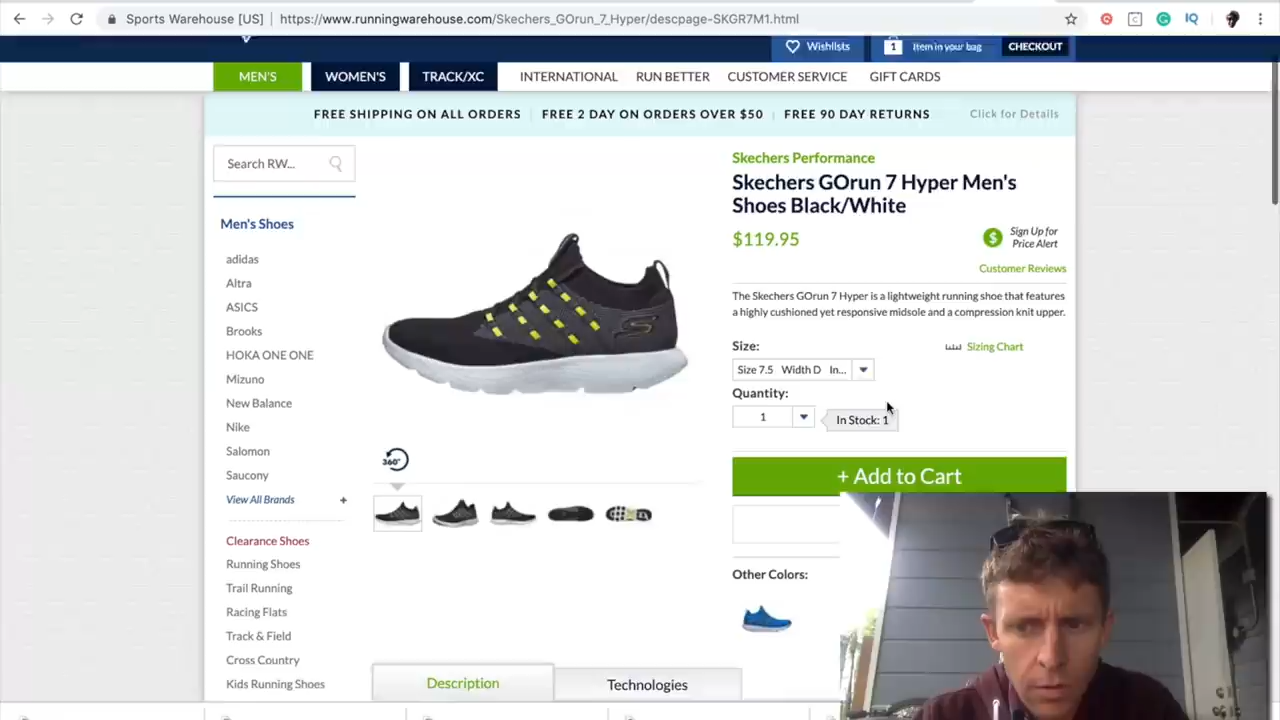 Sports Warehouse [US] | https://www.runningwarehouse.com/Skechers_GOrun_7_Hyper/descpage-SKGR7M1.html
Wishlists
1 Item in your bag
CHECKOUT
MEN'S
WOMEN'S
TRACK/XC
INTERNATIONAL
RUN BETTER
CUSTOMER SERVICE
GIFT CARDS
FREE SHIPPING ON ALL ORDERS | FREE 2 DAY ON ORDERS OVER $50 | FREE 90 DAY RETURNS
Click for Details
Search RW...
Men's Shoes
adidas
Altra
ASICS
Brooks
HOKA ONE ONE
Mizuno
New Balance
Nike
Salomon
Saucony
View All Brands +
Clearance Shoes
Running Shoes
Trail Running
Racing Flats
Track & Field
Cross Country
Kids Running Shoes
360°
Skechers Performance
Skechers GOrun 7 Hyper Men's
Shoes Black/White
$119.95
$ Sign Up for
Price Alert
Customer Reviews
The Skechers GOrun 7 Hyper is a lightweight running shoe that features
a highly cushioned yet responsive midsole and a compression knit upper.
Size:
Sizing Chart
Size 7.5 Width D In...
Quantity:
1
In Stock: 1
+ Add to Cart
Other Colors:
Description
Technologies